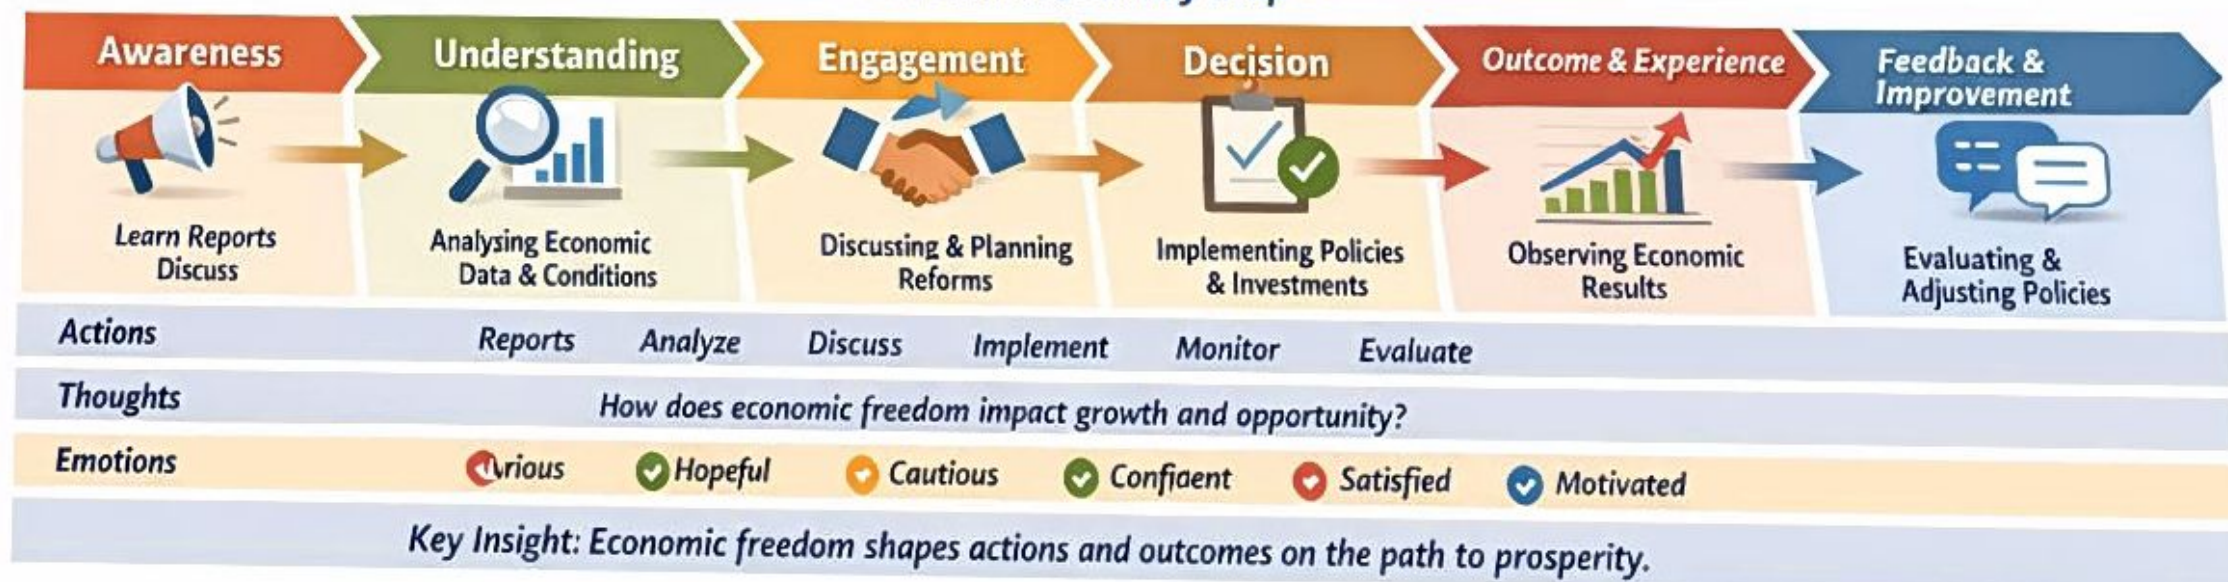 Awareness
Understanding
Engagement
Decision
Outcome & Experience
Feedback &
Improvement
Learn Reports
Discuss
Analysing Economic
Data & Conditions
Discussing & Planning
Reforms
Implementing Policies
& Investments
Observing Economic
Results
Evaluating &
Adjusting Policies
Actions Reports Analyze Discuss Implement Monitor Evaluate
Thoughts How does economic freedom impact growth and opportunity?
Emotions Hopeful Cautious Confident Satisfied Motivated
Key Insight: Economic freedom shapes actions and outcomes on the path to prosperity.